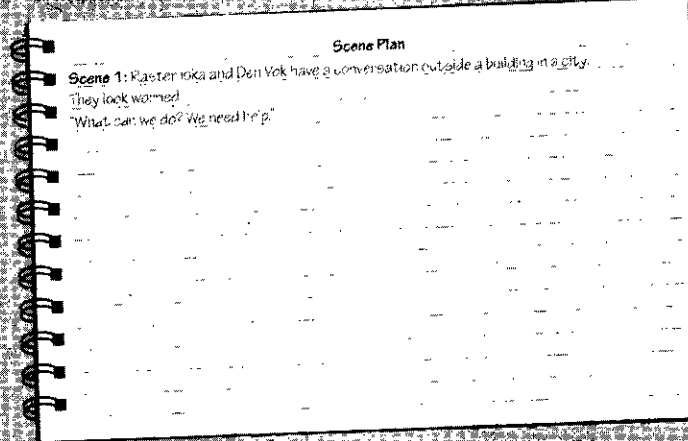 Scene Plan
Scene 1: Raster and Den Vok have a conversation outside a building in a city.
They look worried
"What can we do? We need help."